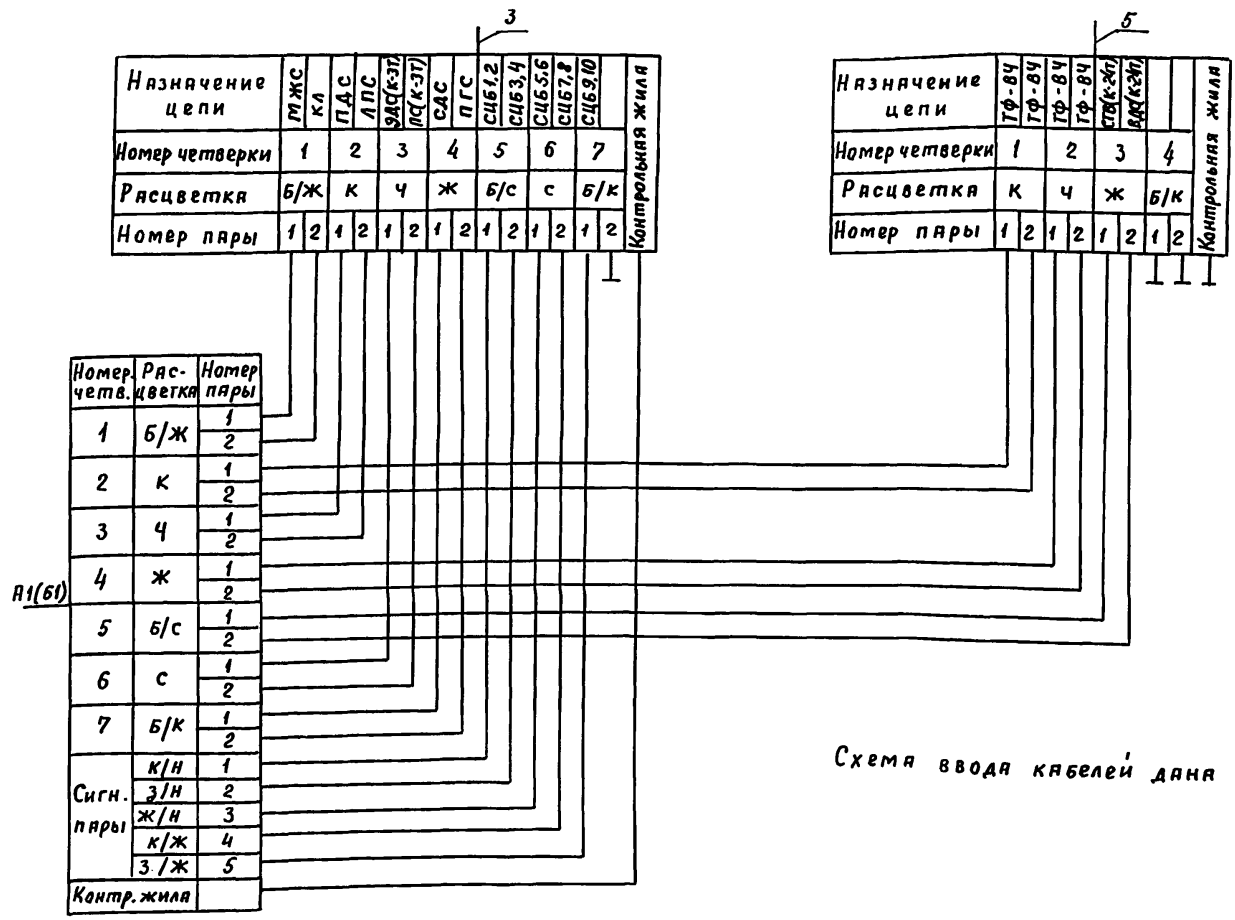 3
Назначение цепи МЖС КЛ ПДС ЛПС ЭДС(К-3Т) ПС(К-3Т) СДС ПГС СЦБ1,2 СЦБ3,4 СЦБ5,6 СЦБ7,8 СЦБ9,10 Контрольная жила
Номер четверки 1 2 3 4 5 6 7
Расцветка Б/Ж К Ч Ж Б/С С Б/К
Номер пары 1 2 1 2 1 2 1 2 1 2 1 2 1 2
5
Назначение цепи ТФ-ВЧ ТФ-ВЧ ТФ-ВЧ ТФ-ВЧ Контрольная жила
Номер четверки 1 2 3 4
Расцветка К Ч Ж Б/К
Номер пары 1 2 1 2 1 2 1 2
Номер. Рас- Номер
четв. цветка пары
1 Б/Ж 1
2
2 К 1
2
3 Ч 1
2
А1(Б1)
4 Ж 1
2
5 Б/С 1
2
6 С 1
2
7 Б/К 1
2
Сигн. пары
К/Н 1
З/Н 2
Ж/Н 3
К/Ж 4
З/Ж 5
Контр. жила
Схема ввода кабелей дана